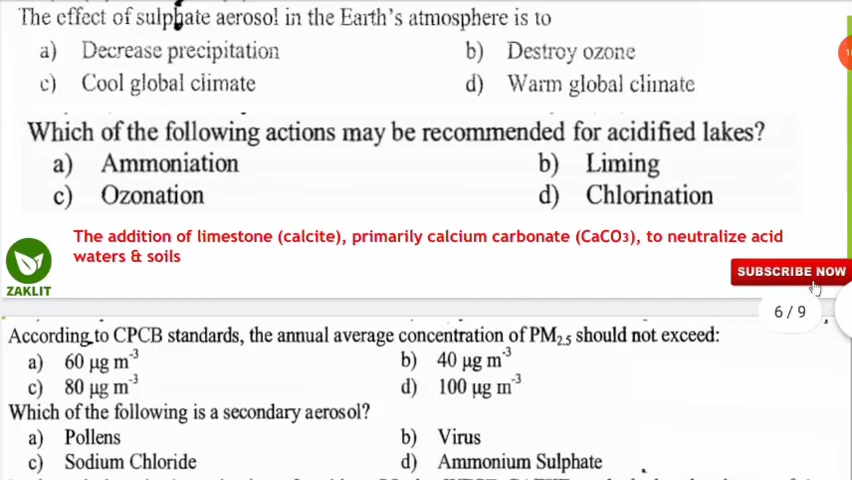 The effect of sulphate aerosol in the Earth's atmosphere is to
a) Decrease precipitation b) Destroy ozone
c) Cool global climate d) Warm global climate
Which of the following actions may be recommended for acidified lakes?
a) Ammoniation b) Liming
c) Ozonation d) Chlorination
The addition of limestone (calcite), primarily calcium carbonate (CaCO₃), to neutralize acid
waters & soils
ZAKLIT
SUBSCRIBE NOW
6 / 9
According to CPCB standards, the annual average concentration of PM₂.₅ should not exceed:
a) 60 µg m⁻³ b) 40 µg m⁻³
c) 80 µg m⁻³ d) 100 µg m⁻³
Which of the following is a secondary aerosol?
a) Pollens b) Virus
c) Sodium Chloride d) Ammonium Sulphate